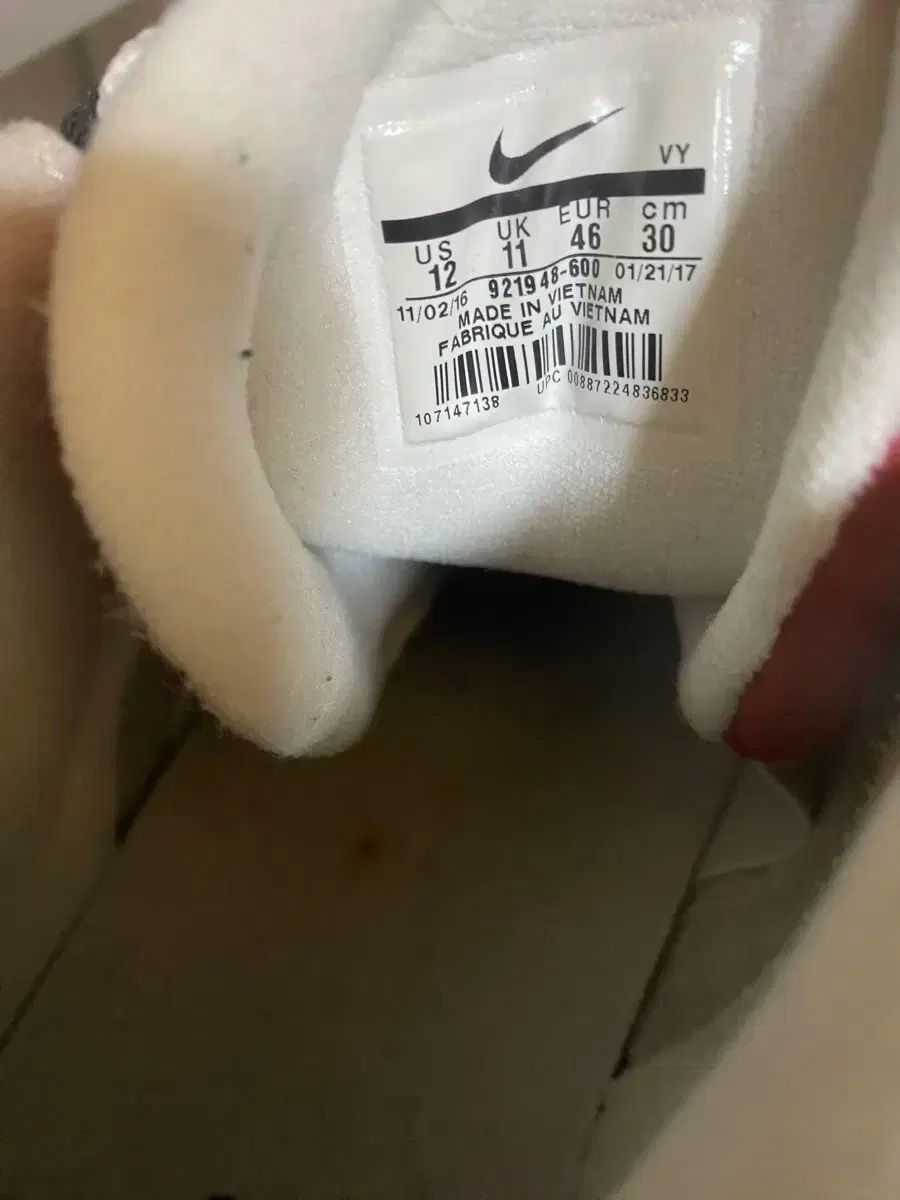 VY
US UK EUR cm
12 11 46 30
11/02/16 921948-600 01/21/17
MADE IN VIETNAM
FABRIQUE AU VIETNAM
107147138 UPC 00887224836833